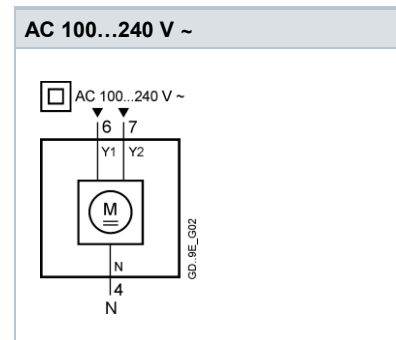 AC 100…240 V ~
AC 100...240 V ~
6 7
Y1 Y2
M
N
4
N
GD..9E_G02